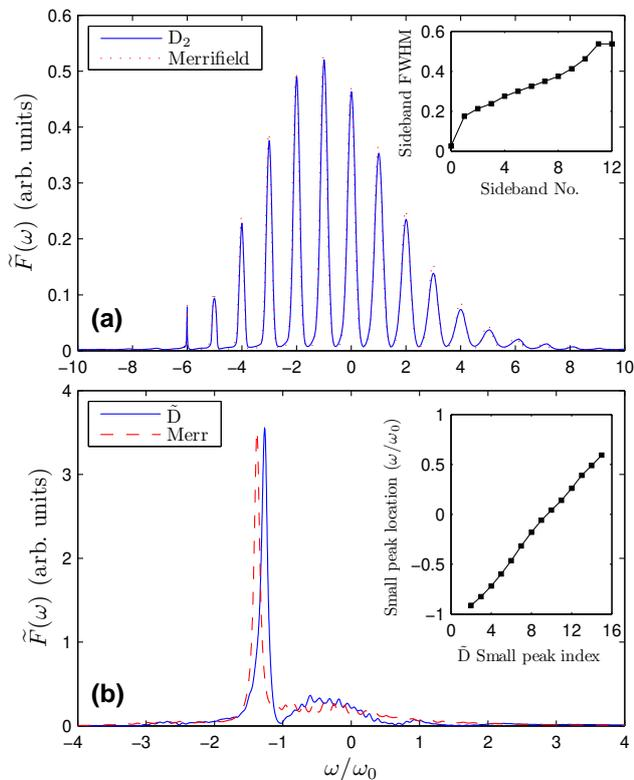 0.6
0.5
0.4
0.3
0.2
0.1
0
F̃(ω) (arb. units)
D₂
Merrifield
(a)
−10 −8 −6 −4 −2 0 2 4 6 8 10
0.6
0.4
0.2
0
Sideband FWHM
0 4 8 12
Sideband No.
4
3
2
1
0
F̃(ω) (arb. units)
D̃
Merr
(b)
−4 −3 −2 −1 0 1 2 3 4
ω/ω₀
1
0.5
0
−0.5
−1
Small peak location (ω/ω₀)
0 4 8 12 16
D̃ Small peak index